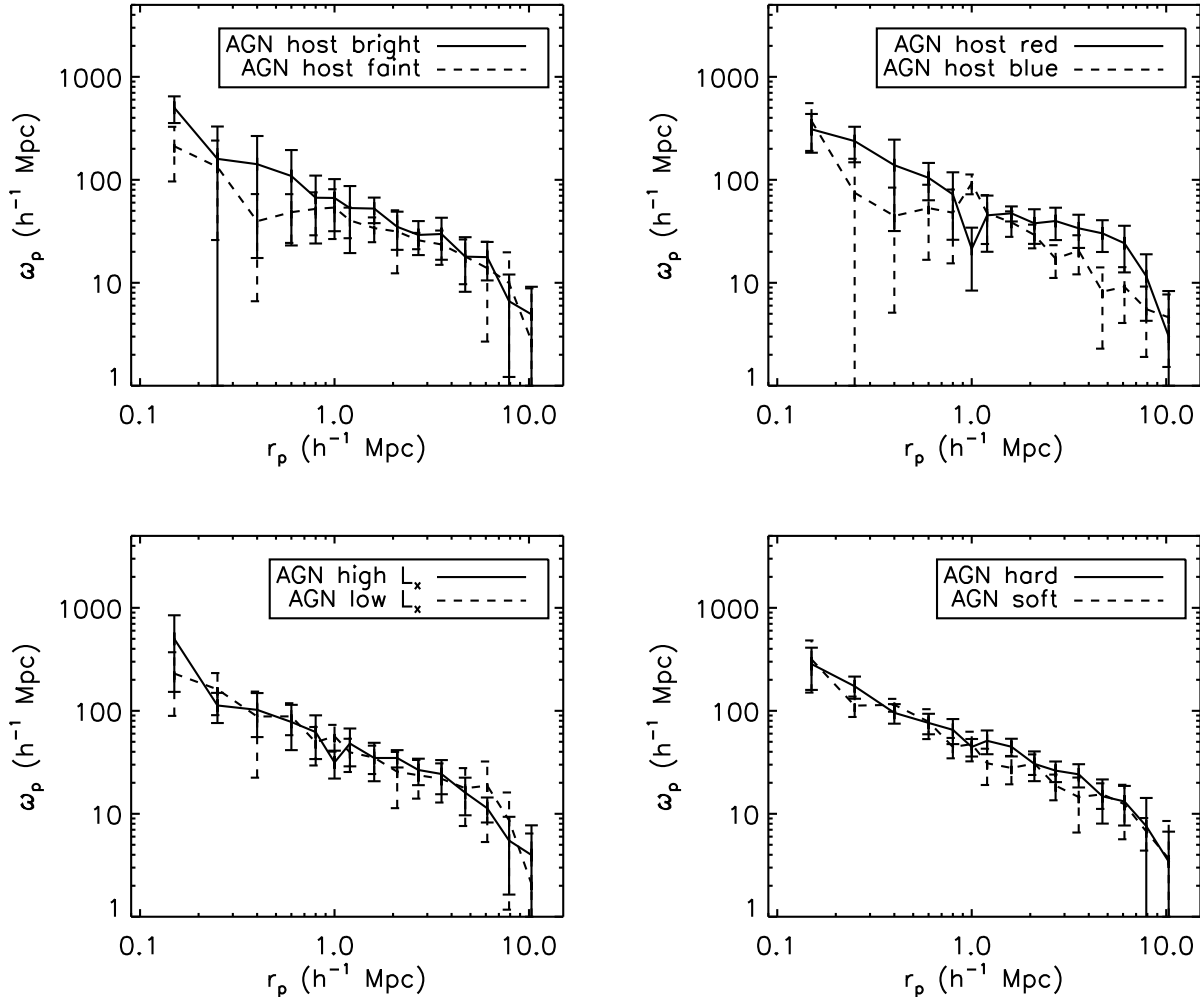 AGN host bright
AGN host faint
1000
100
10
1
ω_p (h⁻¹ Mpc)
0.1 1.0 10.0
r_p (h⁻¹ Mpc)
AGN host red
AGN host blue
1000
100
10
1
ω_p (h⁻¹ Mpc)
0.1 1.0 10.0
r_p (h⁻¹ Mpc)
AGN high L_x
AGN low L_x
1000
100
10
1
ω_p (h⁻¹ Mpc)
0.1 1.0 10.0
r_p (h⁻¹ Mpc)
AGN hard
AGN soft
1000
100
10
1
ω_p (h⁻¹ Mpc)
0.1 1.0 10.0
r_p (h⁻¹ Mpc)